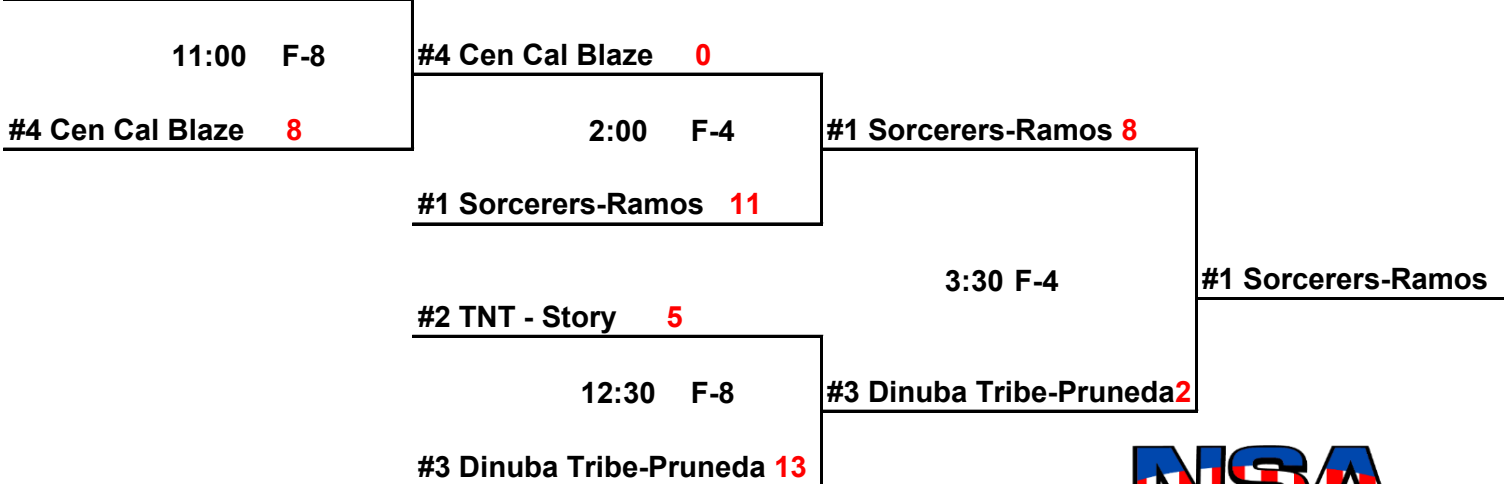 11:00 F-8
#4 Cen Cal Blaze 0
#4 Cen Cal Blaze 8
2:00 F-4
#1 Sorcerers-Ramos 8
#1 Sorcerers-Ramos 11
3:30 F-4
#1 Sorcerers-Ramos
#2 TNT - Story 5
12:30 F-8
#3 Dinuba Tribe-Pruneda 2
#3 Dinuba Tribe-Pruneda 13
NSA